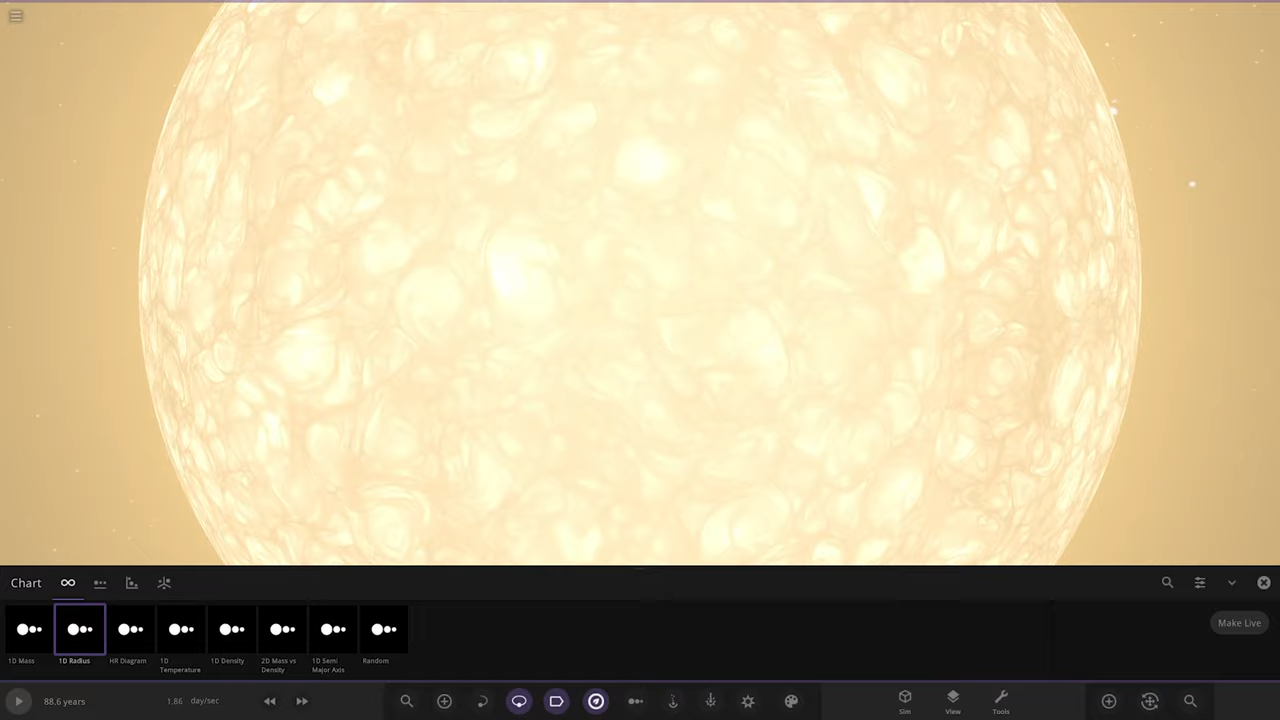 Chart
Make Live
1D Mass
1D Radius
HR Diagram
1D
Temperature
1D Density
2D Mass vs
Density
1D Semi
Major Axis
Random
88.6 years
1.86 day/sec
Sim
View
Tools